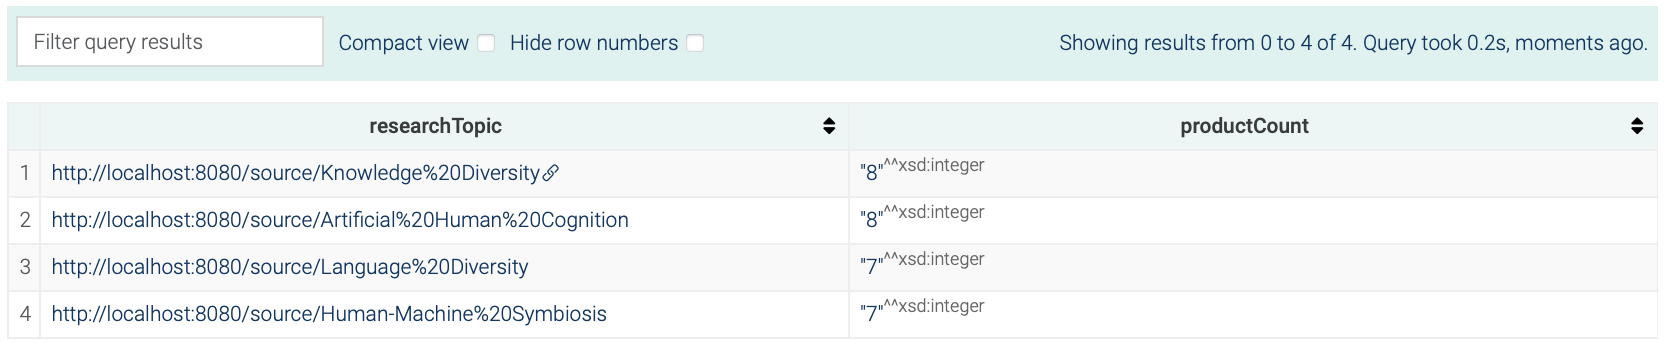 Filter query results Compact view Hide row numbers Showing results from 0 to 4 of 4. Query took 0.2s, moments ago.
researchTopic productCount
1 http://localhost:8080/source/Knowledge%20Diversity "8"^^xsd:integer
2 http://localhost:8080/source/Artificial%20Human%20Cognition "8"^^xsd:integer
3 http://localhost:8080/source/Language%20Diversity "7"^^xsd:integer
4 http://localhost:8080/source/Human-Machine%20Symbiosis "7"^^xsd:integer